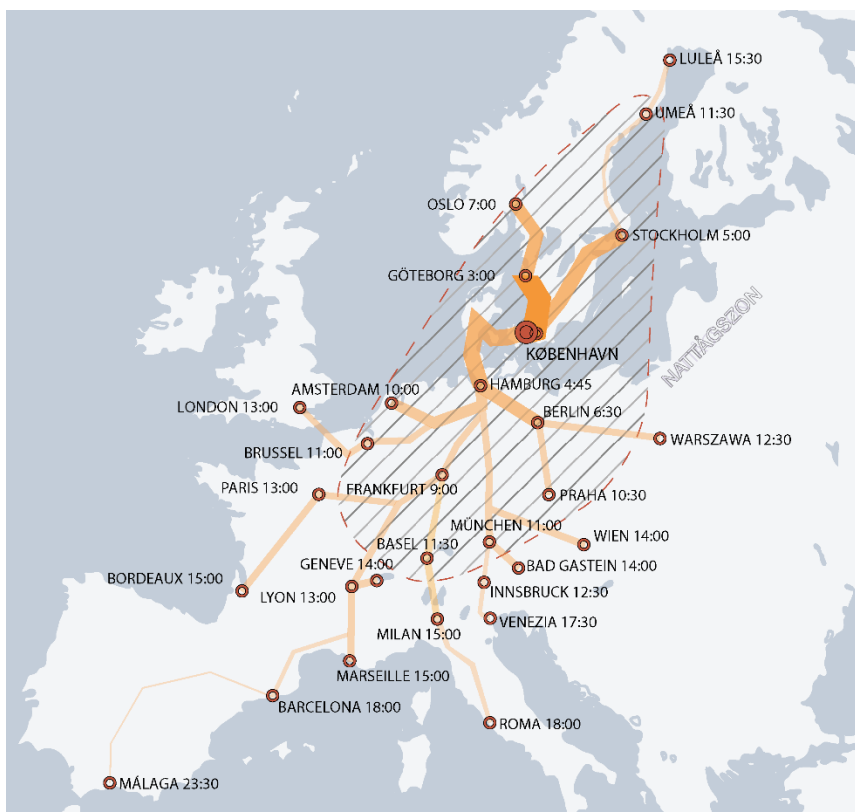 LULEÅ 15:30
UMEÅ 11:30
OSLO 7:00
STOCKHOLM 5:00
GÖTEBORG 3:00
NATTÅGSZON
KØBENHAVN
HAMBURG 4:45
AMSTERDAM 10:00
LONDON 13:00
BERLIN 6:30
WARSZAWA 12:30
BRUSSEL 11:00
FRANKFURT 9:00
PARIS 13:00
PRAHA 10:30
MÜNCHEN 11:00
WIEN 14:00
BASEL 11:30
GENEVE 14:00
BAD GASTEIN 14:00
BORDEAUX 15:00
LYON 13:00
INNSBRUCK 12:30
MILAN 15:00
VENEZIA 17:30
MARSEILLE 15:00
BARCELONA 18:00
ROMA 18:00
MÁLAGA 23:30